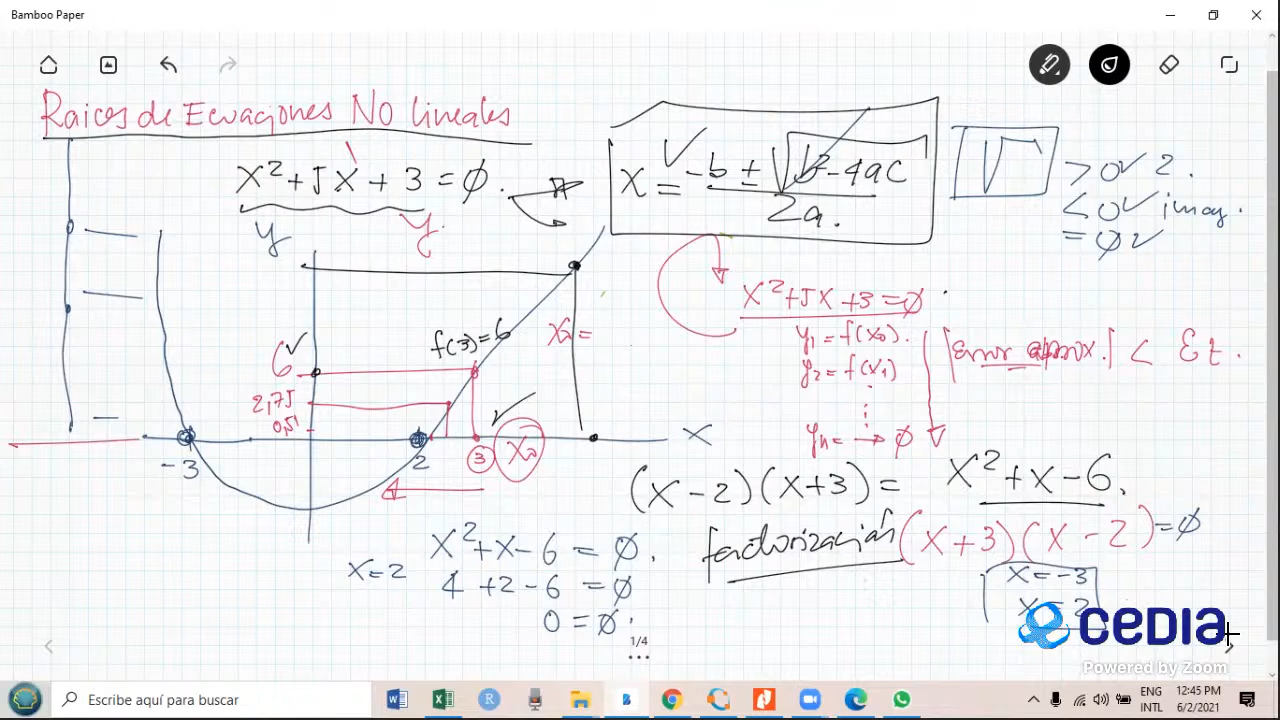 Bamboo Paper
Raices de Ecuaciones NO lineales
x²+5x+3=∅.
y
y.
x = -b ± √b²-4ac
2a.
√
> 0✓ 2.
< 0✓ imag.
= ∅✓
x²+5x+3=∅
y₁ = f(x₀).
y₂ = f(x₁)
⋮
yₙ = → ∅
|Error aprox.| < Et.
f(3)=6
6✓
2,75
0,51
-3
2
3
x₀
x
(x-2)(x+3) = x²+x-6.
factorización (x+3)(x-2)=∅
x=-3
x=2
x²+x-6=∅.
x=2
4+2-6=∅
0=∅.
1/4
CEDIA
Powered by Zoom
Escribe aquí para buscar
ENG
INTL
12:45 PM
6/2/2021